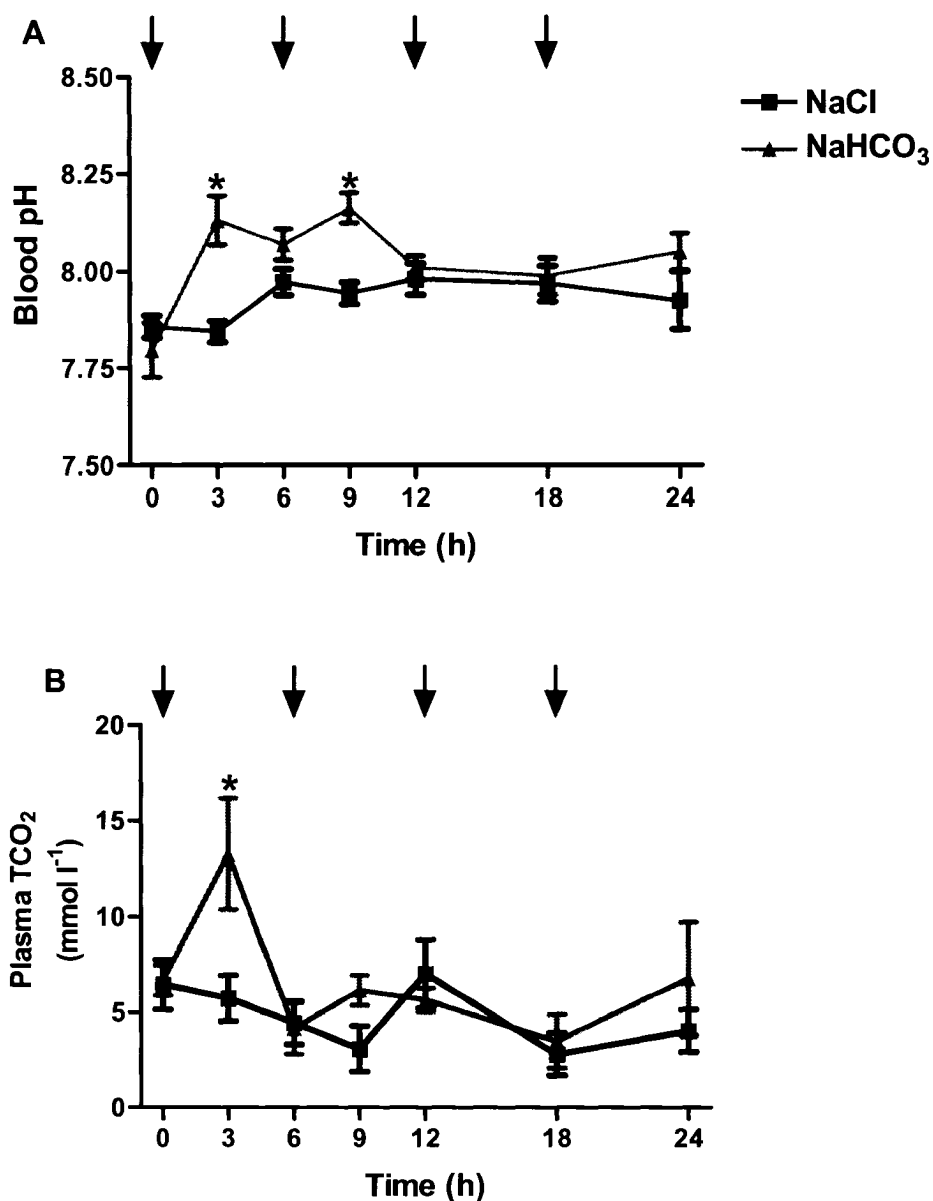 A
8.50
8.25
8.00
7.75
7.50
Blood pH
* *
0 3 6 9 12 18 24
Time (h)
NaCl
NaHCO₃
B
20
15
10
5
0
Plasma TCO₂
(mmol l⁻¹)
*
0 3 6 9 12 18 24
Time (h)